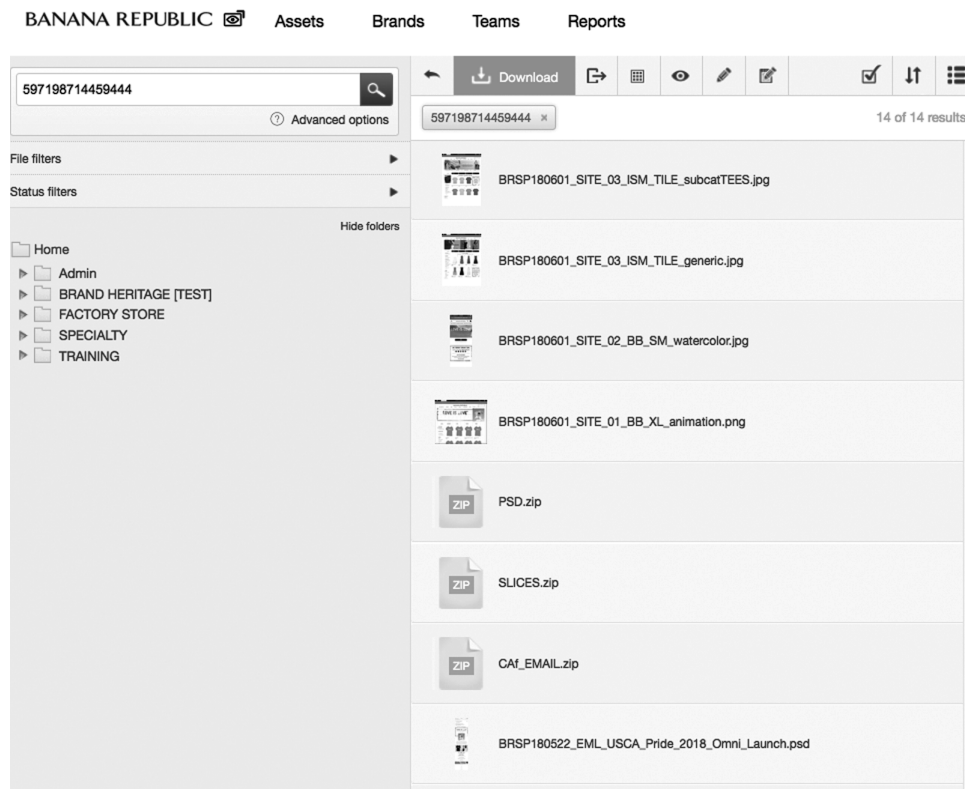 BANANA REPUBLIC
Assets
Brands
Teams
Reports
597198714459444
Advanced options
File filters
Status filters
Hide folders
Home
Admin
BRAND HERITAGE [TEST]
FACTORY STORE
SPECIALTY
TRAINING
Download
597198714459444 ×
14 of 14 results
BRSP180601_SITE_03_ISM_TILE_subcatTEES.jpg
BRSP180601_SITE_03_ISM_TILE_generic.jpg
BRSP180601_SITE_02_BB_SM_watercolor.jpg
BRSP180601_SITE_01_BB_XL_animation.png
ZIP
PSD.zip
ZIP
SLICES.zip
ZIP
CAf_EMAIL.zip
BRSP180522_EML_USCA_Pride_2018_Omni_Launch.psd